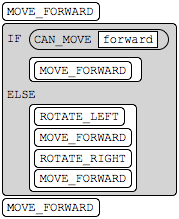 MOVE_FORWARD
IF CAN_MOVE forward
MOVE_FORWARD
ELSE
ROTATE_LEFT
MOVE_FORWARD
ROTATE_RIGHT
MOVE_FORWARD
MOVE_FORWARD